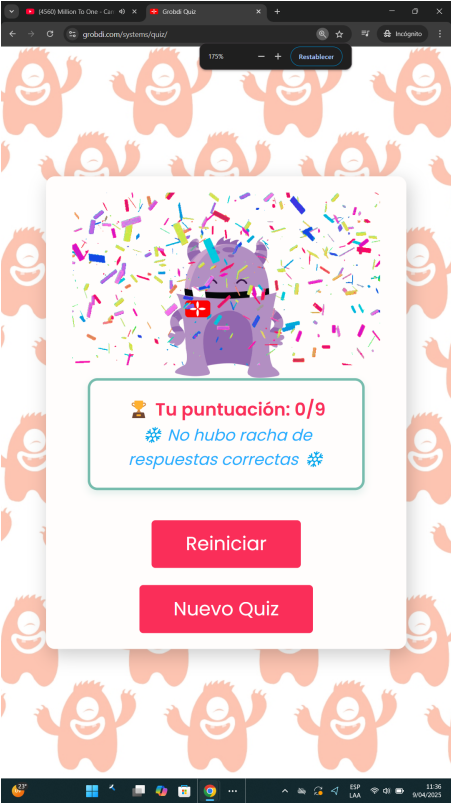 (4560) Million To One - Car
Grobdi Quiz
grobdi.com/systems/quiz/
Incógnito
175%
Restablecer
🏆 Tu puntuación: 0/9
❄ No hubo racha de
respuestas correctas ❄
Reiniciar
Nuevo Quiz
23°
ESP
LAA
11:36
9/04/2025